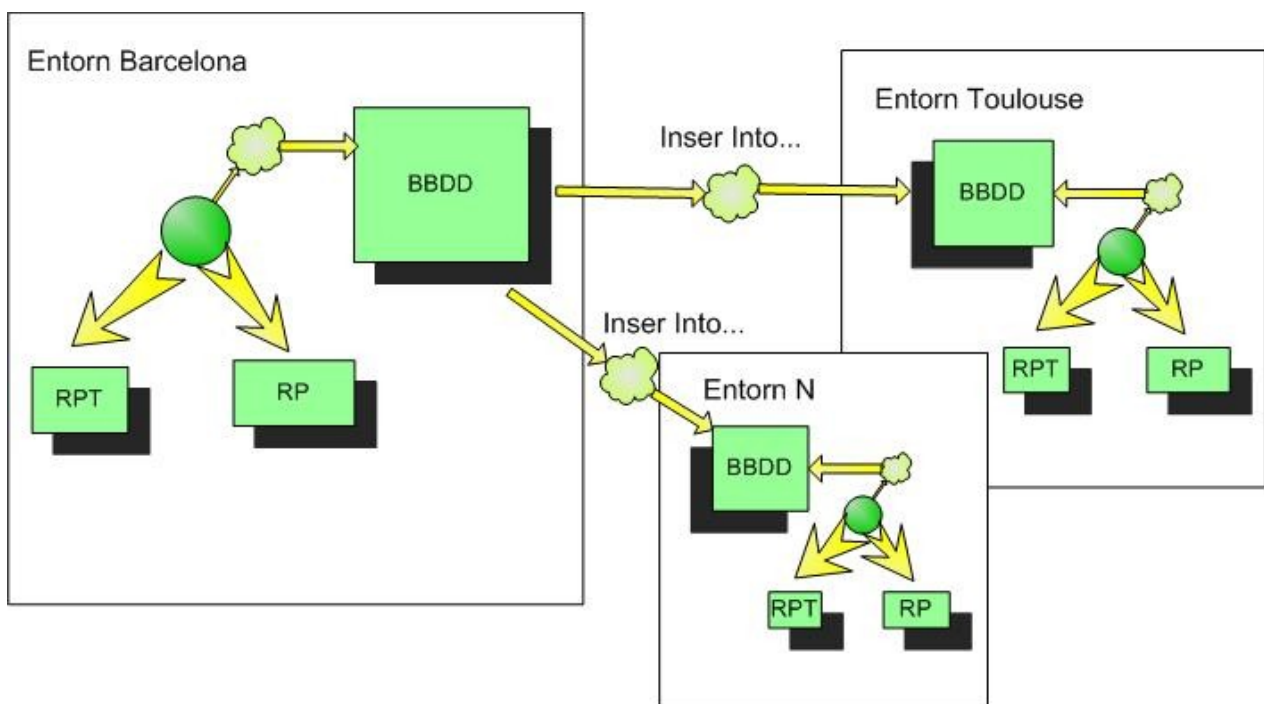 Entorn Barcelona
BBDD
RPT
RP
Inser Into...
Inser Into...
Entorn Toulouse
BBDD
RPT
RP
Entorn N
BBDD
RPT
RP